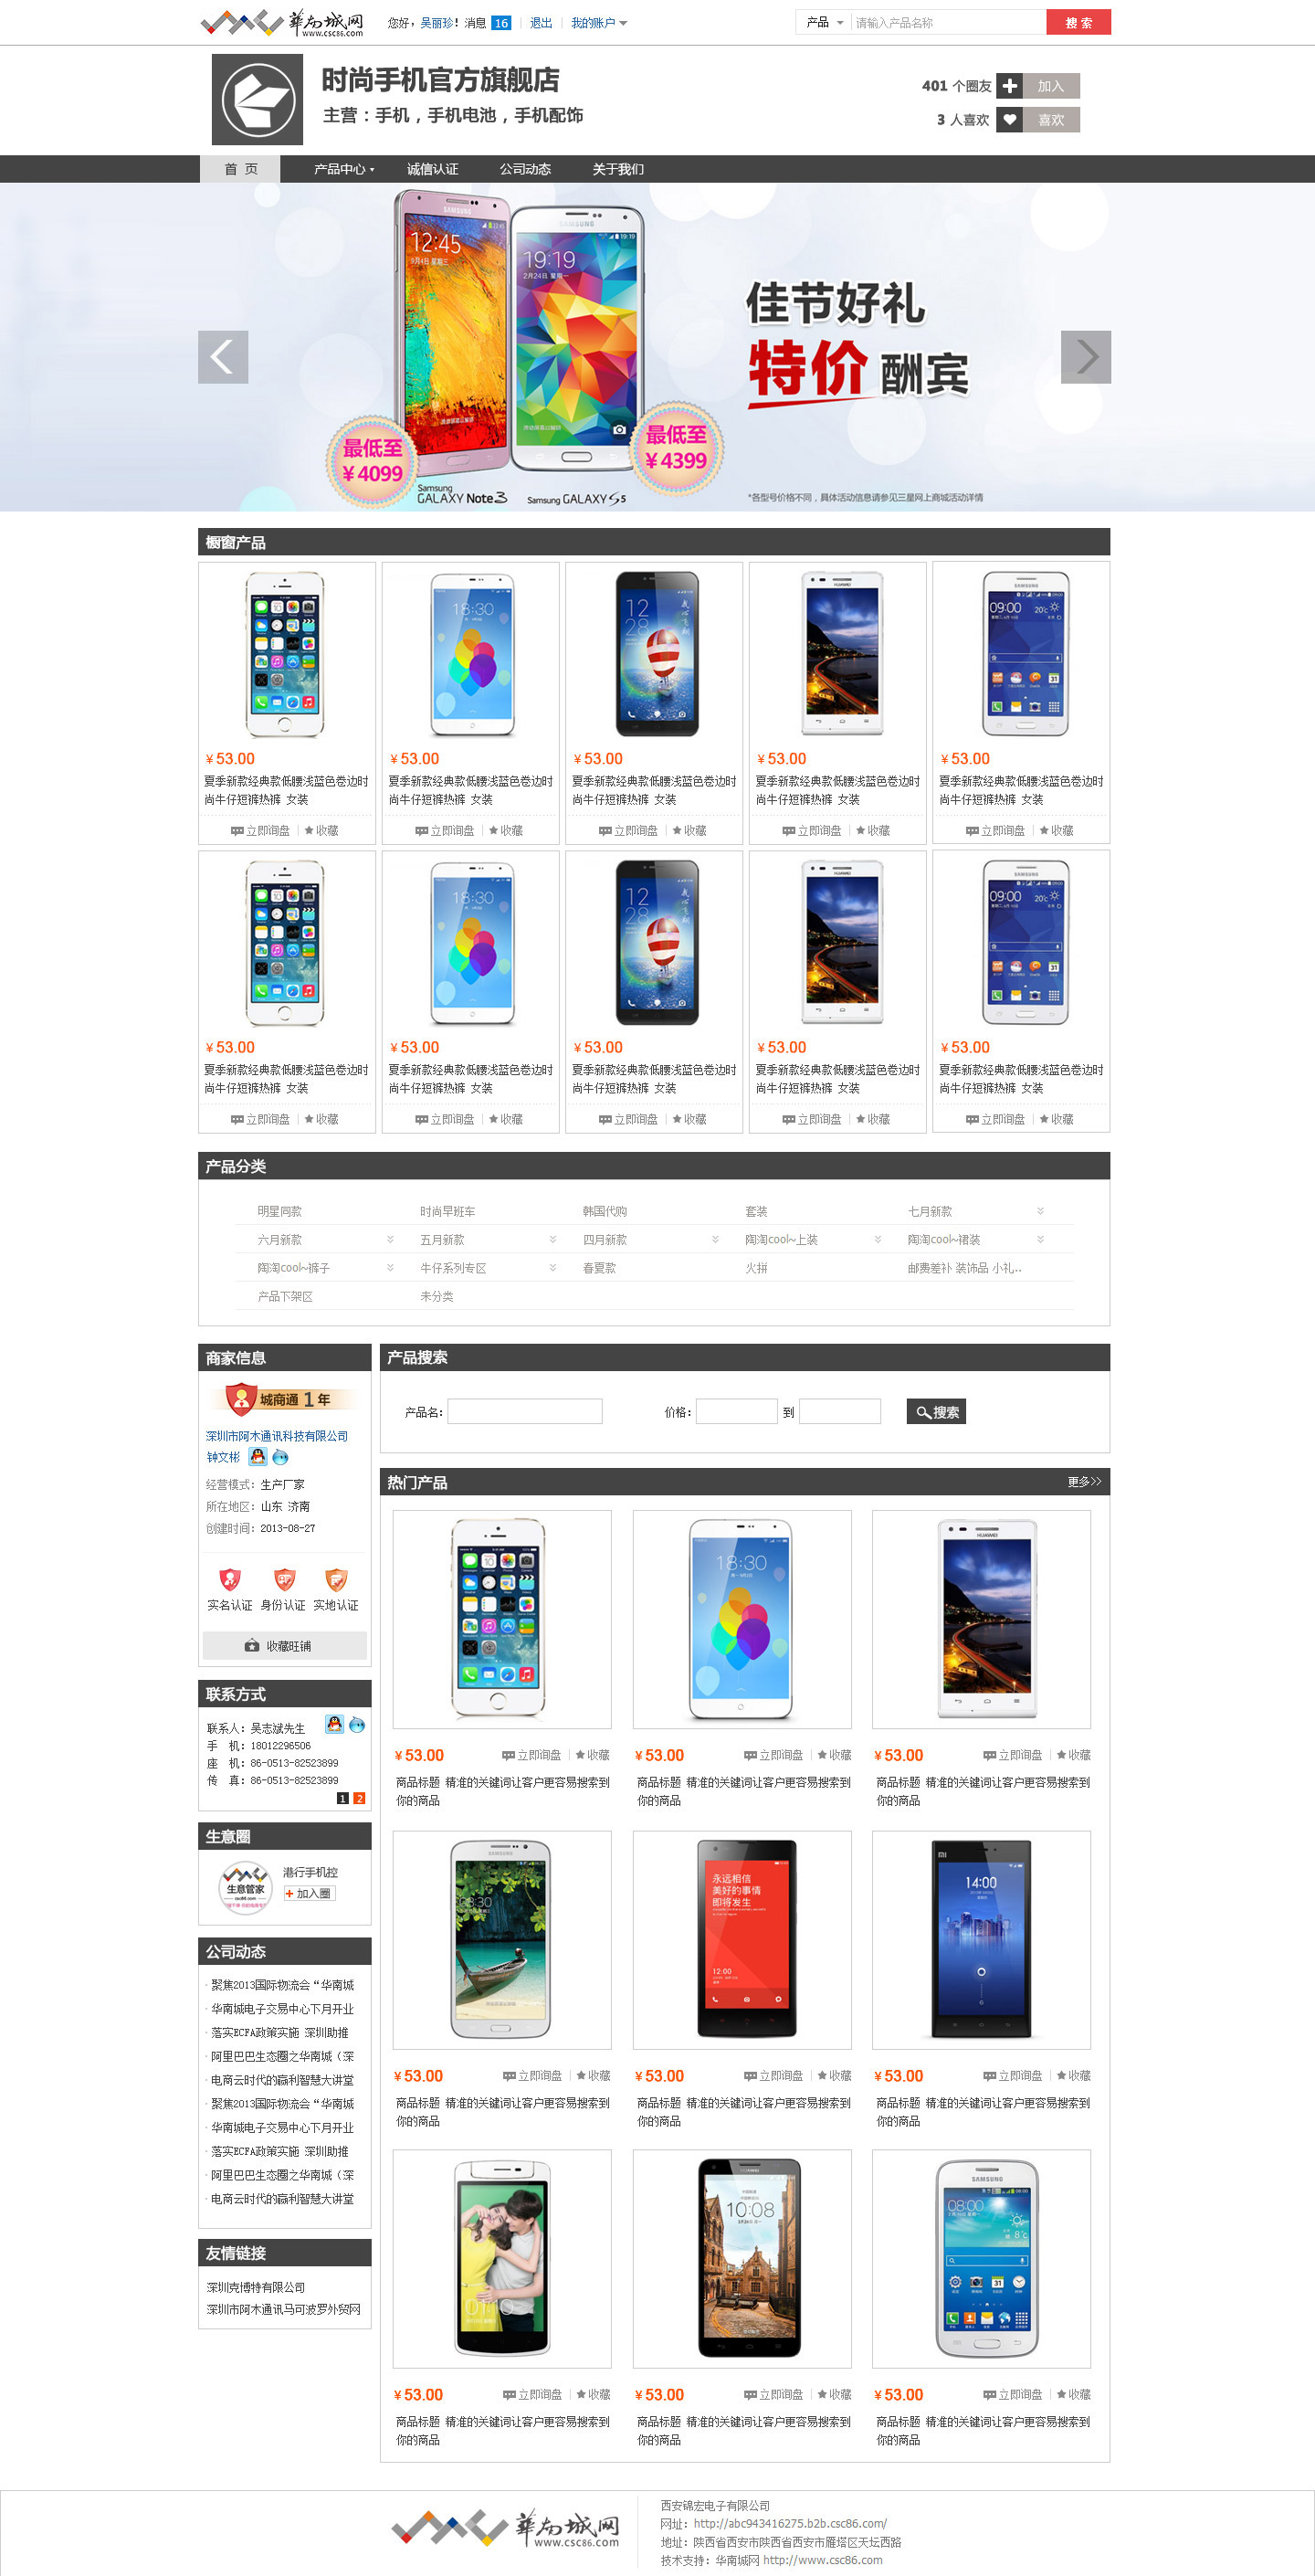 华南城网
www.csc86.com
您好，吴丽珍！消息 16 | 退出 | 我的账户
产品 请输入产品名称 搜 索
时尚手机官方旗舰店
主营：手机，手机电池，手机配饰
401 个圈友 加入
3 人喜欢 喜欢
首 页 产品中心 诚信认证 公司动态 关于我们
SAMSUNG SAMSUNG
12:45
19:19
2月24日 星期一
佳节好礼
特价 酬宾
最低至 ¥4099
最低至 ¥4399
Samsung GALAXY Note 3
Samsung GALAXY S5
*各型号价格不同，具体活动信息请参见三星网上商城活动详情
橱窗产品
18:30 12 28 HUAWEI SAMSUNG 09:00 20℃
¥53.00 ¥53.00 ¥53.00 ¥53.00 ¥53.00
夏季新款经典款低腰浅蓝色卷边时 夏季新款经典款低腰浅蓝色卷边时 夏季新款经典款低腰浅蓝色卷边时 夏季新款经典款低腰浅蓝色卷边时 夏季新款经典款低腰浅蓝色卷边时
尚牛仔短裤热裤 女装 尚牛仔短裤热裤 女装 尚牛仔短裤热裤 女装 尚牛仔短裤热裤 女装 尚牛仔短裤热裤 女装
立即询盘 | 收藏 立即询盘 | 收藏 立即询盘 | 收藏 立即询盘 | 收藏 立即询盘 | 收藏
18:30 12 28 HUAWEI SAMSUNG 09:00 20℃
¥53.00 ¥53.00 ¥53.00 ¥53.00 ¥53.00
夏季新款经典款低腰浅蓝色卷边时 夏季新款经典款低腰浅蓝色卷边时 夏季新款经典款低腰浅蓝色卷边时 夏季新款经典款低腰浅蓝色卷边时 夏季新款经典款低腰浅蓝色卷边时
尚牛仔短裤热裤 女装 尚牛仔短裤热裤 女装 尚牛仔短裤热裤 女装 尚牛仔短裤热裤 女装 尚牛仔短裤热裤 女装
立即询盘 | 收藏 立即询盘 | 收藏 立即询盘 | 收藏 立即询盘 | 收藏 立即询盘 | 收藏
产品分类
明星同款 时尚早班车 韩国代购 套装 七月新款
六月新款 五月新款 四月新款 陶淘cool~上装 陶淘cool~裙装
陶淘cool~裤子 牛仔系列专区 春夏款 火拼 邮费差补 装饰品 小礼..
产品下架区 未分类
商家信息
城商通 1 年
深圳市阿木通讯科技有限公司
钟文彬
经营模式：生产厂家
所在地区：山东 济南
创建时间：2013-08-27
实名认证 身份认证 实地认证
收藏旺铺
联系方式
联系人：吴志斌先生
手 机：18012296506
座 机：86-0513-82523899
传 真：86-0513-82523899
1 2
生意圈
生意管家
csc86.com
港行手机控
+ 加入圈
公司动态
· 聚焦2013国际物流会“华南城
· 华南城电子交易中心下月开业
· 落实ECFA政策实施 深圳助推
· 阿里巴巴生态圈之华南城（深
· 电商云时代的赢利智慧大讲堂
· 聚焦2013国际物流会“华南城
· 华南城电子交易中心下月开业
· 落实ECFA政策实施 深圳助推
· 阿里巴巴生态圈之华南城（深
· 电商云时代的赢利智慧大讲堂
友情链接
深圳克博特有限公司
深圳市阿木通讯马可波罗外贸网
产品搜索
产品名： 价格： 到 搜索
热门产品 更多>>
18:30 HUAWEI
¥53.00 立即询盘 | 收藏 ¥53.00 立即询盘 | 收藏 ¥53.00 立即询盘 | 收藏
商品标题 精准的关键词让客户更容易搜索到 商品标题 精准的关键词让客户更容易搜索到 商品标题 精准的关键词让客户更容易搜索到
你的商品 你的商品 你的商品
SAMSUNG
永远相信
美好的事情
即将发生
12:00
MI
14:00
¥53.00 立即询盘 | 收藏 ¥53.00 立即询盘 | 收藏 ¥53.00 立即询盘 | 收藏
商品标题 精准的关键词让客户更容易搜索到 商品标题 精准的关键词让客户更容易搜索到 商品标题 精准的关键词让客户更容易搜索到
你的商品 你的商品 你的商品
10:08
SAMSUNG
08:00
8℃
¥53.00 立即询盘 | 收藏 ¥53.00 立即询盘 | 收藏 ¥53.00 立即询盘 | 收藏
商品标题 精准的关键词让客户更容易搜索到 商品标题 精准的关键词让客户更容易搜索到 商品标题 精准的关键词让客户更容易搜索到
你的商品 你的商品 你的商品
华南城网
www.csc86.com
西安锦宏电子有限公司
网址：http://abc943416275.b2b.csc86.com/
地址：陕西省西安市陕西省西安市雁塔区天坛西路
技术支持：华南城网 http://www.csc86.com